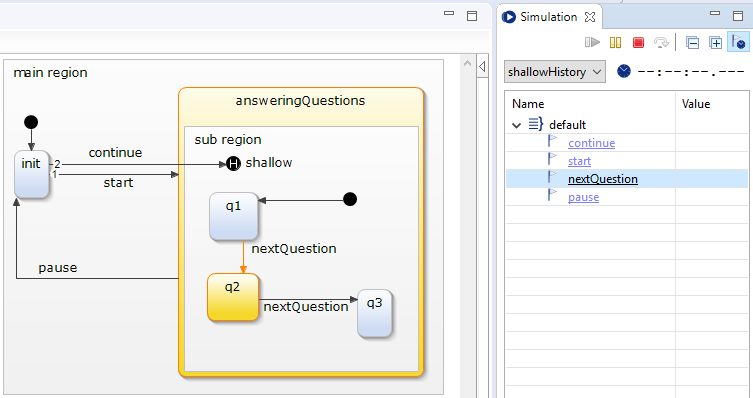 main region
answeringQuestions
sub region
init
2
continue
1
start
H
shallow
q1
nextQuestion
pause
q2
nextQuestion
q3
Simulation
shallowHistory
--:--:--.---
Name Value
default
continue
start
nextQuestion
pause